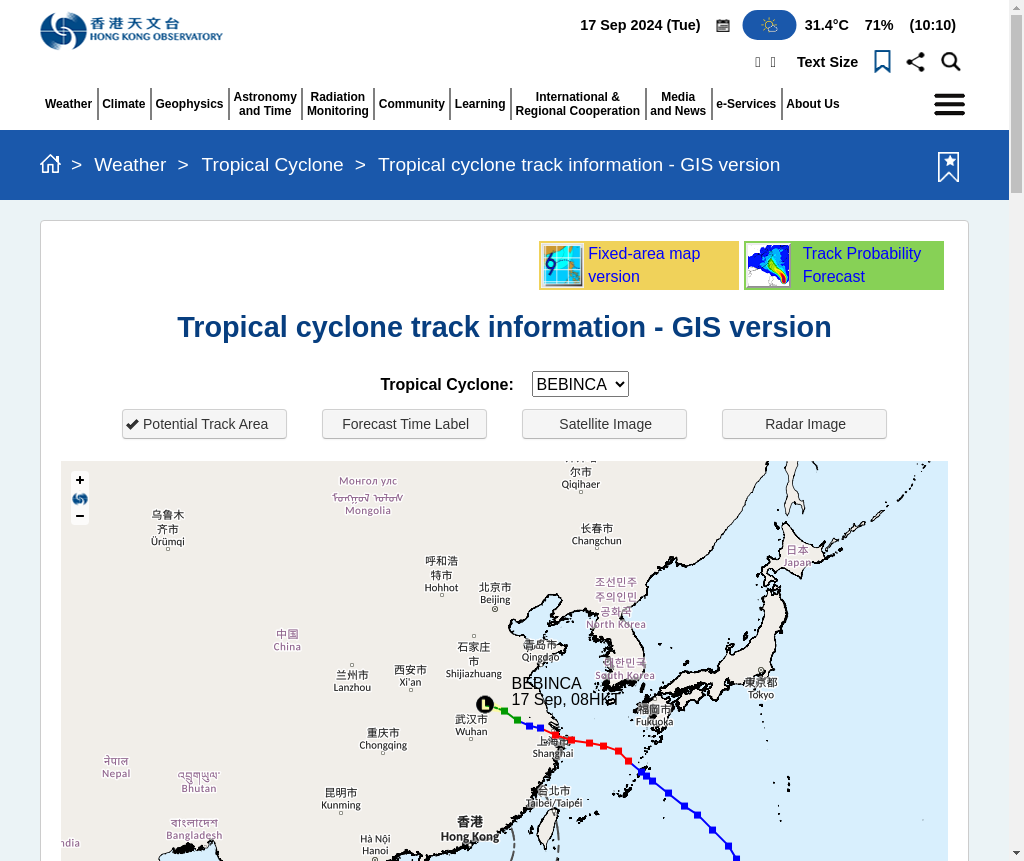 香港天文台
HONG KONG OBSERVATORY
17 Sep 2024 (Tue) 31.4°C 71% (10:10)
Text Size
Weather
Climate
Geophysics
Astronomy
and Time
Radiation
Monitoring
Community
Learning
International &
Regional Cooperation
Media
and News
e-Services
About Us
> Weather > Tropical Cyclone > Tropical cyclone track information - GIS version
Fixed-area map
version
Track Probability
Forecast
Tropical cyclone track information - GIS version
Tropical Cyclone: BEBINCA
Potential Track Area
Forecast Time Label
Satellite Image
Radar Image
+
−
尔市
Qiqihaer
Монгол улс
Mongolia
乌鲁木
齐市
Ürümqi
长春市
Changchun
日本
Japan
呼和浩
特市
Hohhot
北京市
Beijing
조선민주
주의인민
공화국
North Korea
中国
China
石家庄
市
Shijiazhuang
青岛市
Qingdao
대한민국
South Korea
兰州市
Lanzhou
西安市
Xi'an
東京都
Tokyo
BEBINCA
17 Sep, 08HKT
L
福岡市
Fukuoka
武汉市
Wuhan
重庆市
Chongqing
上海市
Shanghai
नेपाल
Nepal
འབྲུག་ཡུལ་
Bhutan
昆明市
Kunming
台北市
Taibei/Taipei
বাংলাদেশ
Bangladesh
香港
Hong Kong
Hà Nội
Hanoi
ndia